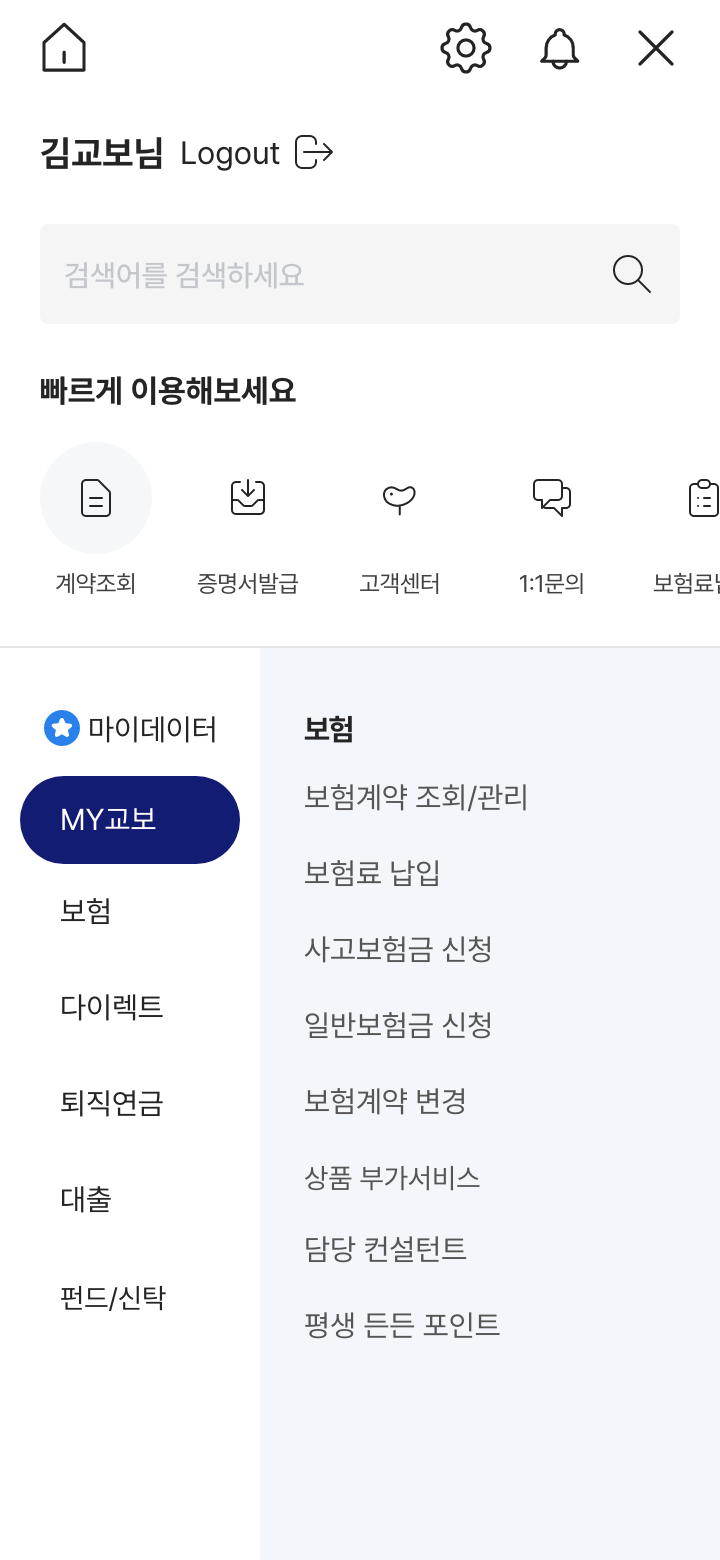 김교보님 Logout
검색어를 검색하세요
빠르게 이용해보세요
계약조회 증명서발급 고객센터 1:1문의 보험료
마이데이터
MY교보
보험
다이렉트
퇴직연금
대출
펀드/신탁
보험
보험계약 조회/관리
보험료 납입
사고보험금 신청
일반보험금 신청
보험계약 변경
상품 부가서비스
담당 컨설턴트
평생 든든 포인트